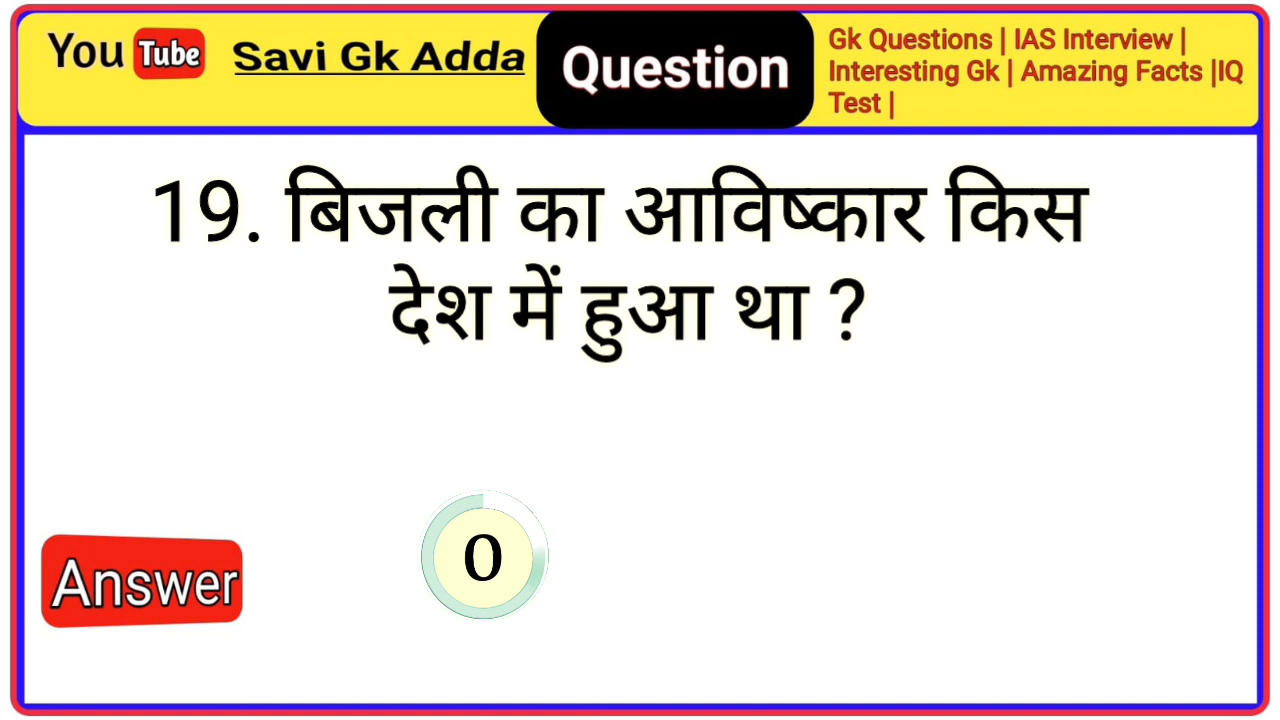 You Tube Savi Gk Adda Question
Gk Questions | IAS Interview |
Interesting Gk | Amazing Facts |IQ
Test |
19. बिजली का आविष्कार किस
देश में हुआ था ?
0
Answer